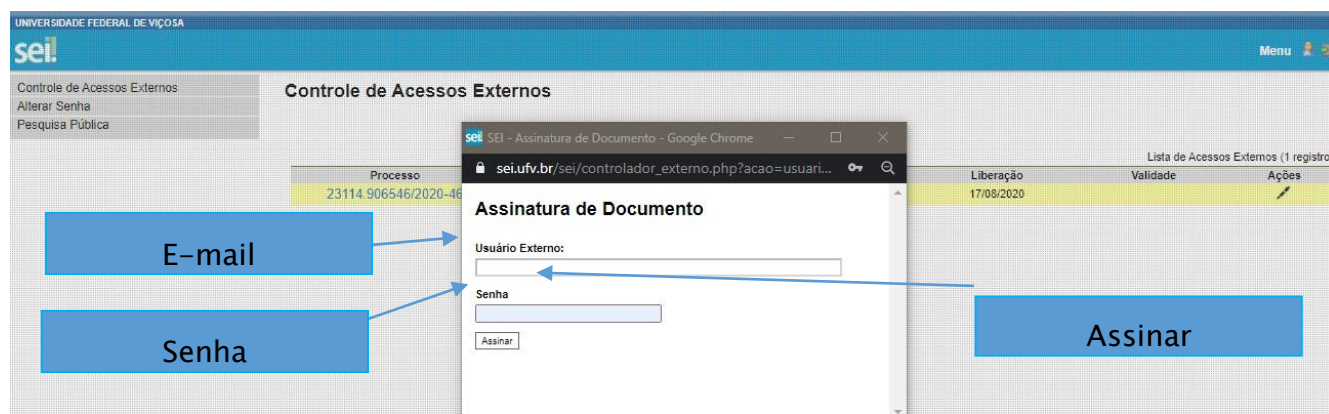 UNIVERSIDADE FEDERAL DE VIÇOSA
sei!
Menu
Controle de Acessos Externos
Alterar Senha
Pesquisa Pública
Controle de Acessos Externos
Lista de Acessos Externos (1 registro
Processo
Liberação
Validade
Ações
23114.906546/2020-46
17/08/2020
sei! SEI - Assinatura de Documento - Google Chrome
sei.ufv.br/sei/controlador_externo.php?acao=usuari...
Assinatura de Documento
Usuário Externo:
Senha
Assinar
E-mail
Senha
Assinar